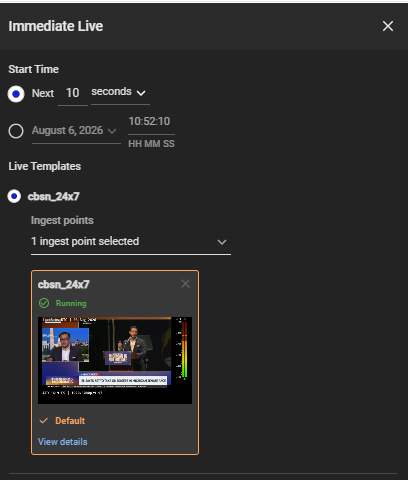 Immediate Live
Start Time
Next 10 seconds
August 6, 2026 10:52:10
HH MM SS
Live Templates
cbsn_24x7
Ingest points
1 ingest point selected
cbsn_24x7
Running
Default
View details